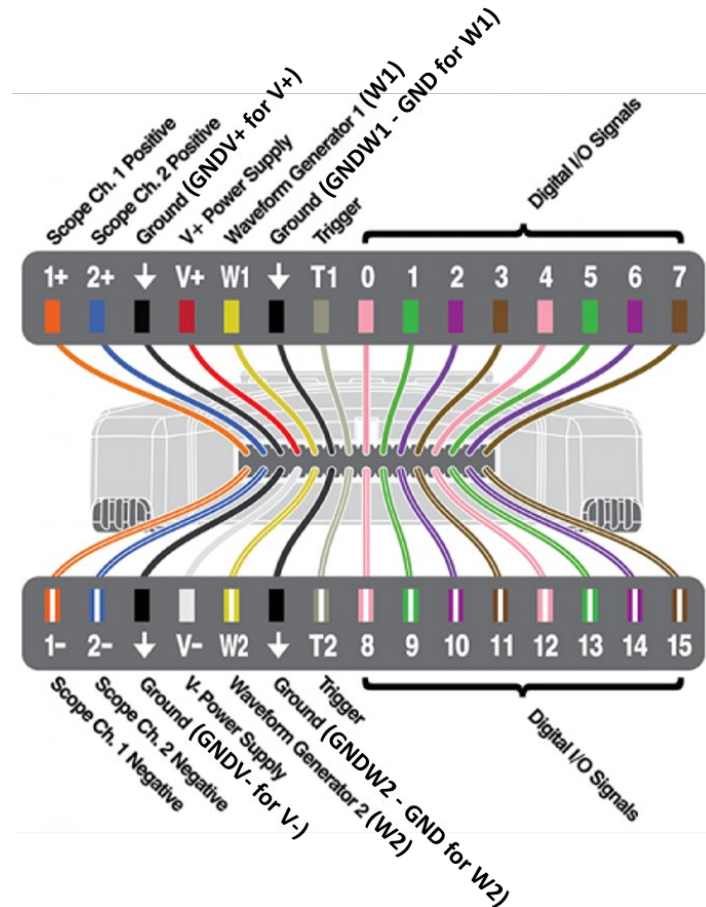 Scope Ch. 1 Positive
Scope Ch. 2 Positive
Ground (GNDV+ for V+)
V+ Power Supply
Waveform Generator 1 (W1)
Ground (GNDW1 - GND for W1)
Trigger
Digital I/O Signals
1+ 2+ ↓ V+ W1 ↓ T1 0 1 2 3 4 5 6 7
1- 2- ↓ V- W2 ↓ T2 8 9 10 11 12 13 14 15
Scope Ch. 1 Negative
Scope Ch. 2 Negative
Ground (GNDV- for V-)
V- Power Supply
Waveform Generator 2 (W2)
Ground (GNDW2 - GND for W2)
Trigger
Digital I/O Signals